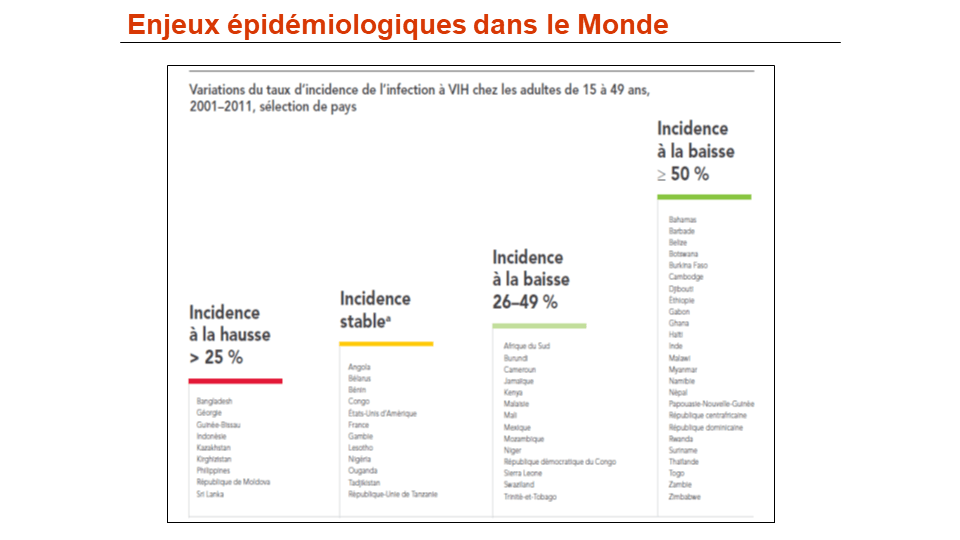 Enjeux épidémiologiques dans le Monde
Variations du taux d'incidence de l'infection à VIH chez les adultes de 15 à 49 ans,
2001–2011, sélection de pays
Incidence
à la hausse
> 25 %
Bangladesh
Géorgie
Guinée-Bissau
Indonésie
Kazakhstan
Kirghizistan
Philippines
République de Moldova
Sri Lanka
Incidence
stableᵃ
Angola
Bélarus
Bénin
Congo
États-Unis d'Amérique
France
Gambie
Lesotho
Nigéria
Ouganda
Tadjikistan
République-Unie de Tanzanie
Incidence
à la baisse
26–49 %
Afrique du Sud
Burundi
Cameroun
Jamaïque
Kenya
Malaisie
Mali
Mexique
Mozambique
Niger
République démocratique du Congo
Sierra Leone
Swaziland
Trinité-et-Tobago
Incidence
à la baisse
≥ 50 %
Bahamas
Barbade
Belize
Botswana
Burkina Faso
Cambodge
Djibouti
Éthiopie
Gabon
Ghana
Haïti
Inde
Malawi
Myanmar
Namibie
Népal
Papouasie-Nouvelle-Guinée
République centrafricaine
République dominicaine
Rwanda
Suriname
Thaïlande
Togo
Zambie
Zimbabwe